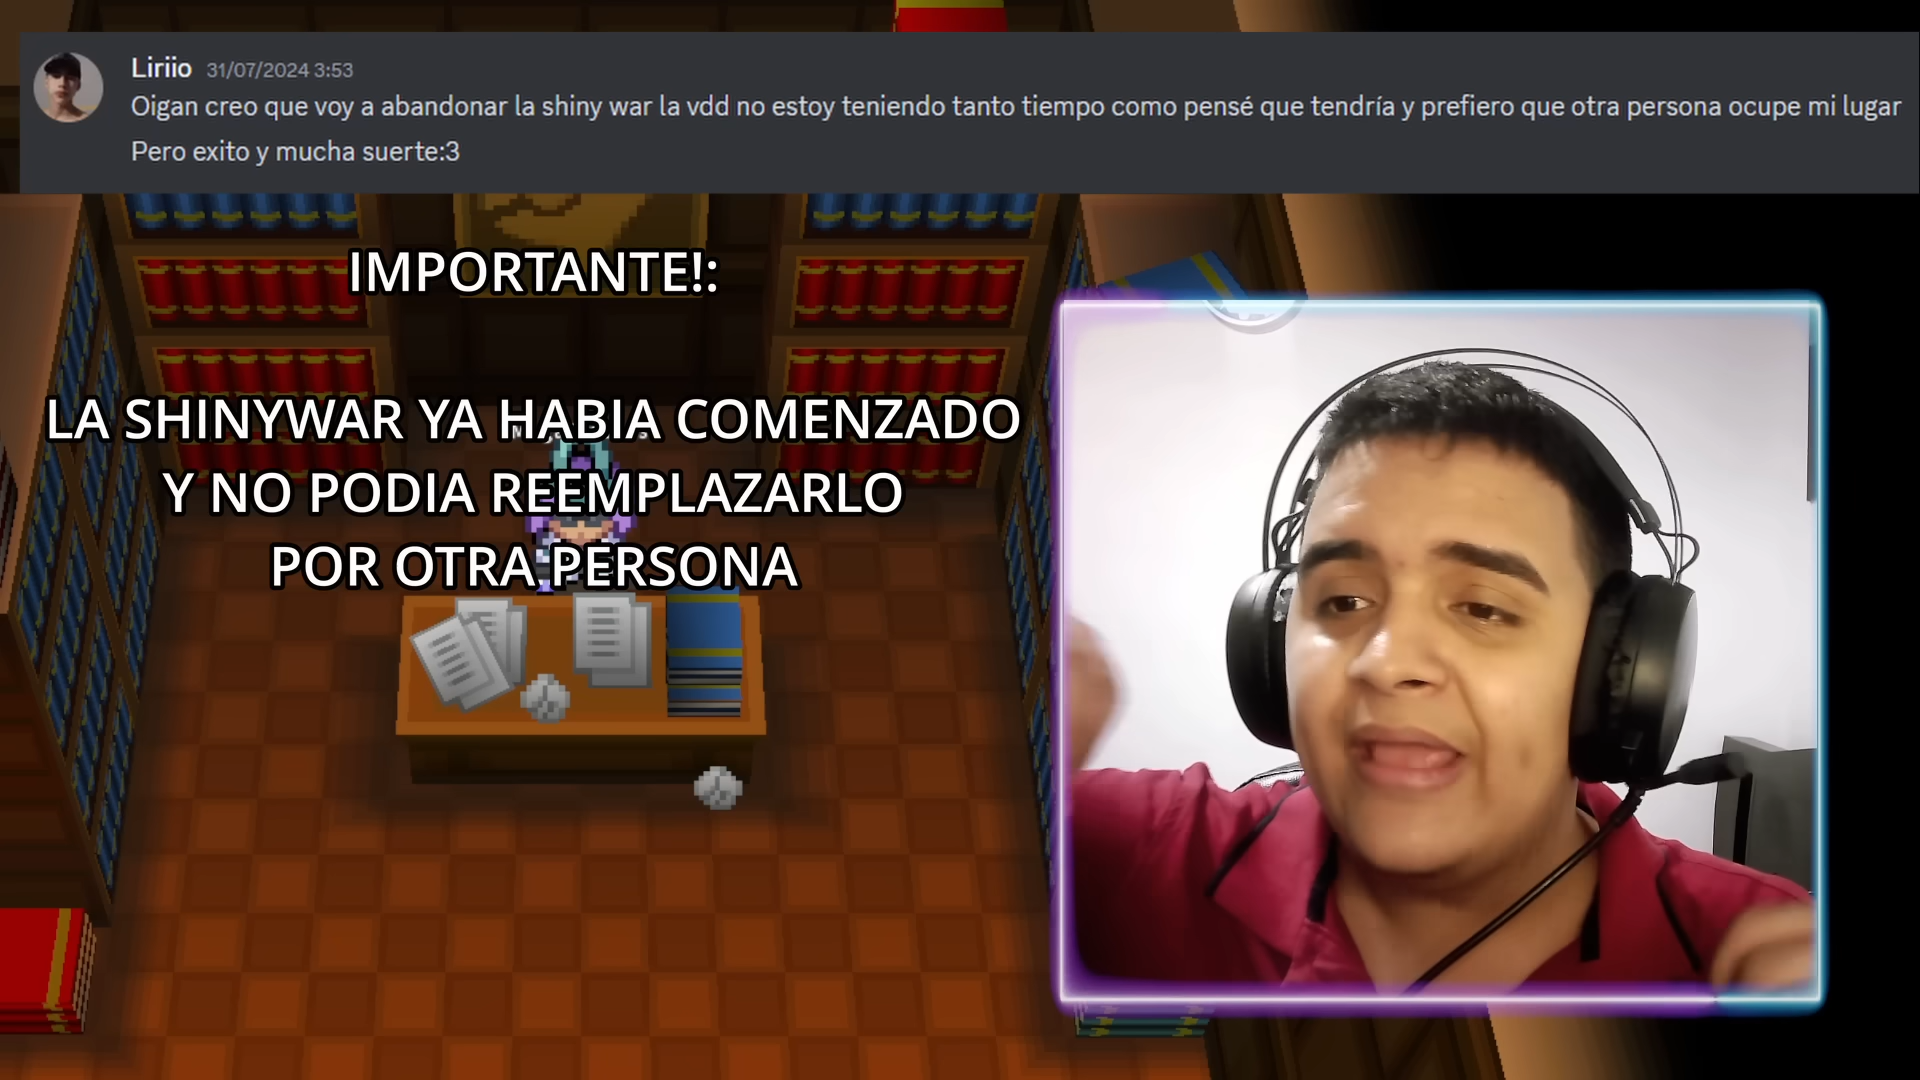 Liriio 31/07/2024 3:53
Oigan creo que voy a abandonar la shiny war la vdd no estoy teniendo tanto tiempo como pensé que tendría y prefiero que otra persona ocupe mi lugar
Pero exito y mucha suerte:3
IMPORTANTE!:
LA SHINYWAR YA HABIA COMENZADO
Y NO PODIA REEMPLAZARLO
POR OTRA PERSONA